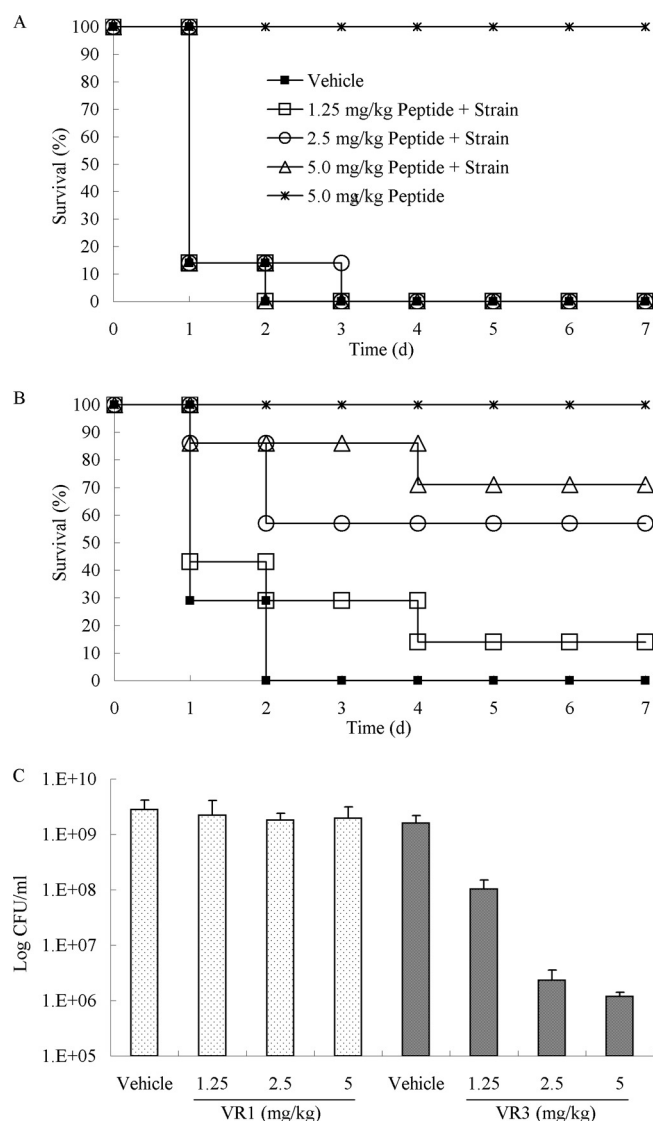 A
100
90
80
70
60
50
40
30
20
10
0
Survival (%)
Vehicle
1.25 mg/kg Peptide + Strain
2.5 mg/kg Peptide + Strain
5.0 mg/kg Peptide + Strain
5.0 mg/kg Peptide
0 1 2 3 4 5 6 7
Time (d)
B
100
90
80
70
60
50
40
30
20
10
0
Survival (%)
0 1 2 3 4 5 6 7
Time (d)
C
1.E+10
1.E+09
1.E+08
1.E+07
1.E+06
1.E+05
Log CFU/ml
Vehicle 1.25 2.5 5 Vehicle 1.25 2.5 5
VR1 (mg/kg) VR3 (mg/kg)